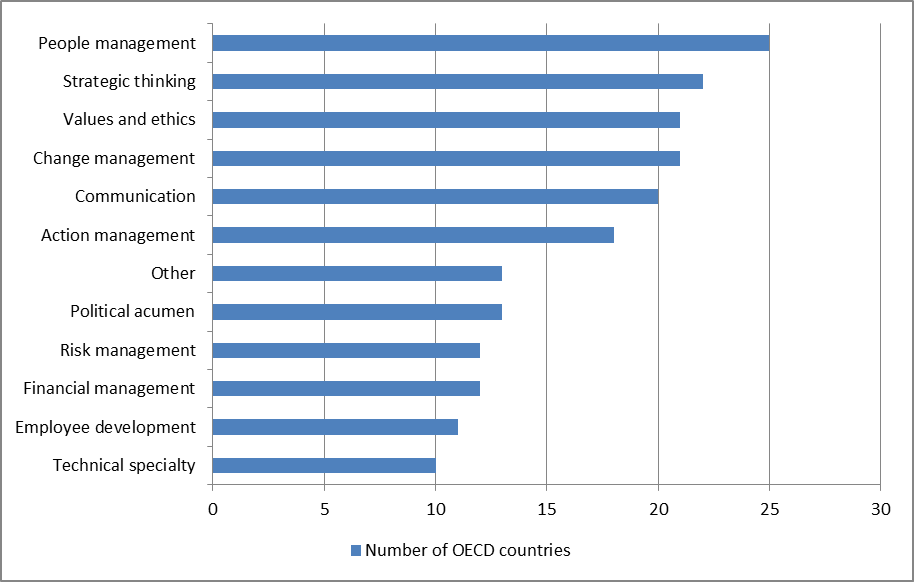 People management
Strategic thinking
Values and ethics
Change management
Communication
Action management
Other
Political acumen
Risk management
Financial management
Employee development
Technical specialty
0 5 10 15 20 25 30
Number of OECD countries